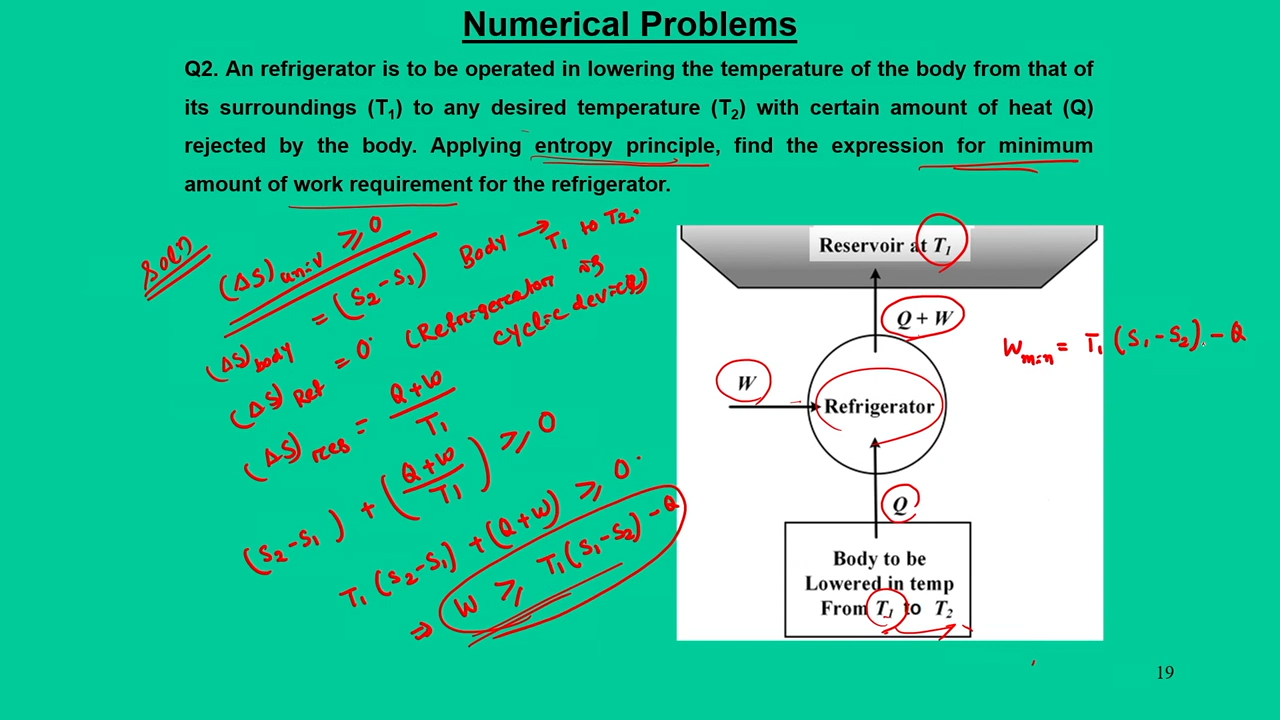 Numerical Problems
Q2. An refrigerator is to be operated in lowering the temperature of the body from that of
its surroundings (T₁) to any desired temperature (T₂) with certain amount of heat (Q)
rejected by the body. Applying entropy principle, find the expression for minimum
amount of work requirement for the refrigerator.
Solⁿ
(ΔS)univ ⩾ 0
Body → T₁ to T₂.
(ΔS)body = (S₂-S₁)
(ΔS)Ref = 0 (Refrigerator is
cyclic device)
(ΔS)res = Q+W/T₁
(S₂-S₁) + (Q+W/T₁) ⩾ 0
T₁(S₂-S₁) + (Q+W) ⩾ 0
⇒ W ⩾ T₁(S₁-S₂) - Q
Reservoir at T₁
Q + W
W
Refrigerator
Q
Body to be
Lowered in temp
From T₁ to T₂
Wmin = T₁(S₁-S₂) - Q
19